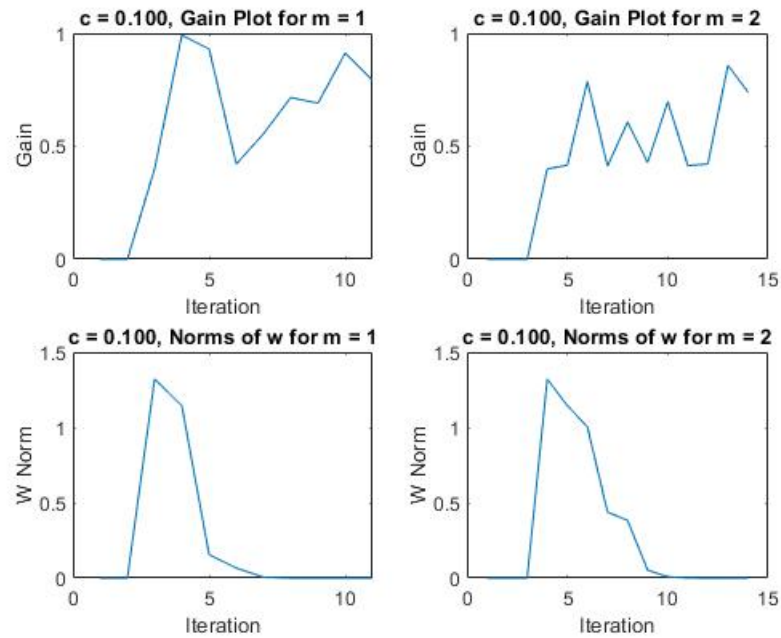 c = 0.100, Gain Plot for m = 1
c = 0.100, Gain Plot for m = 2
1
0.5
0
Gain
0
5
10
Iteration
1
0.5
0
Gain
0
5
10
15
Iteration
c = 0.100, Norms of w for m = 1
c = 0.100, Norms of w for m = 2
1.5
1
0.5
0
W Norm
0
5
10
Iteration
1.5
1
0.5
0
W Norm
0
5
10
15
Iteration